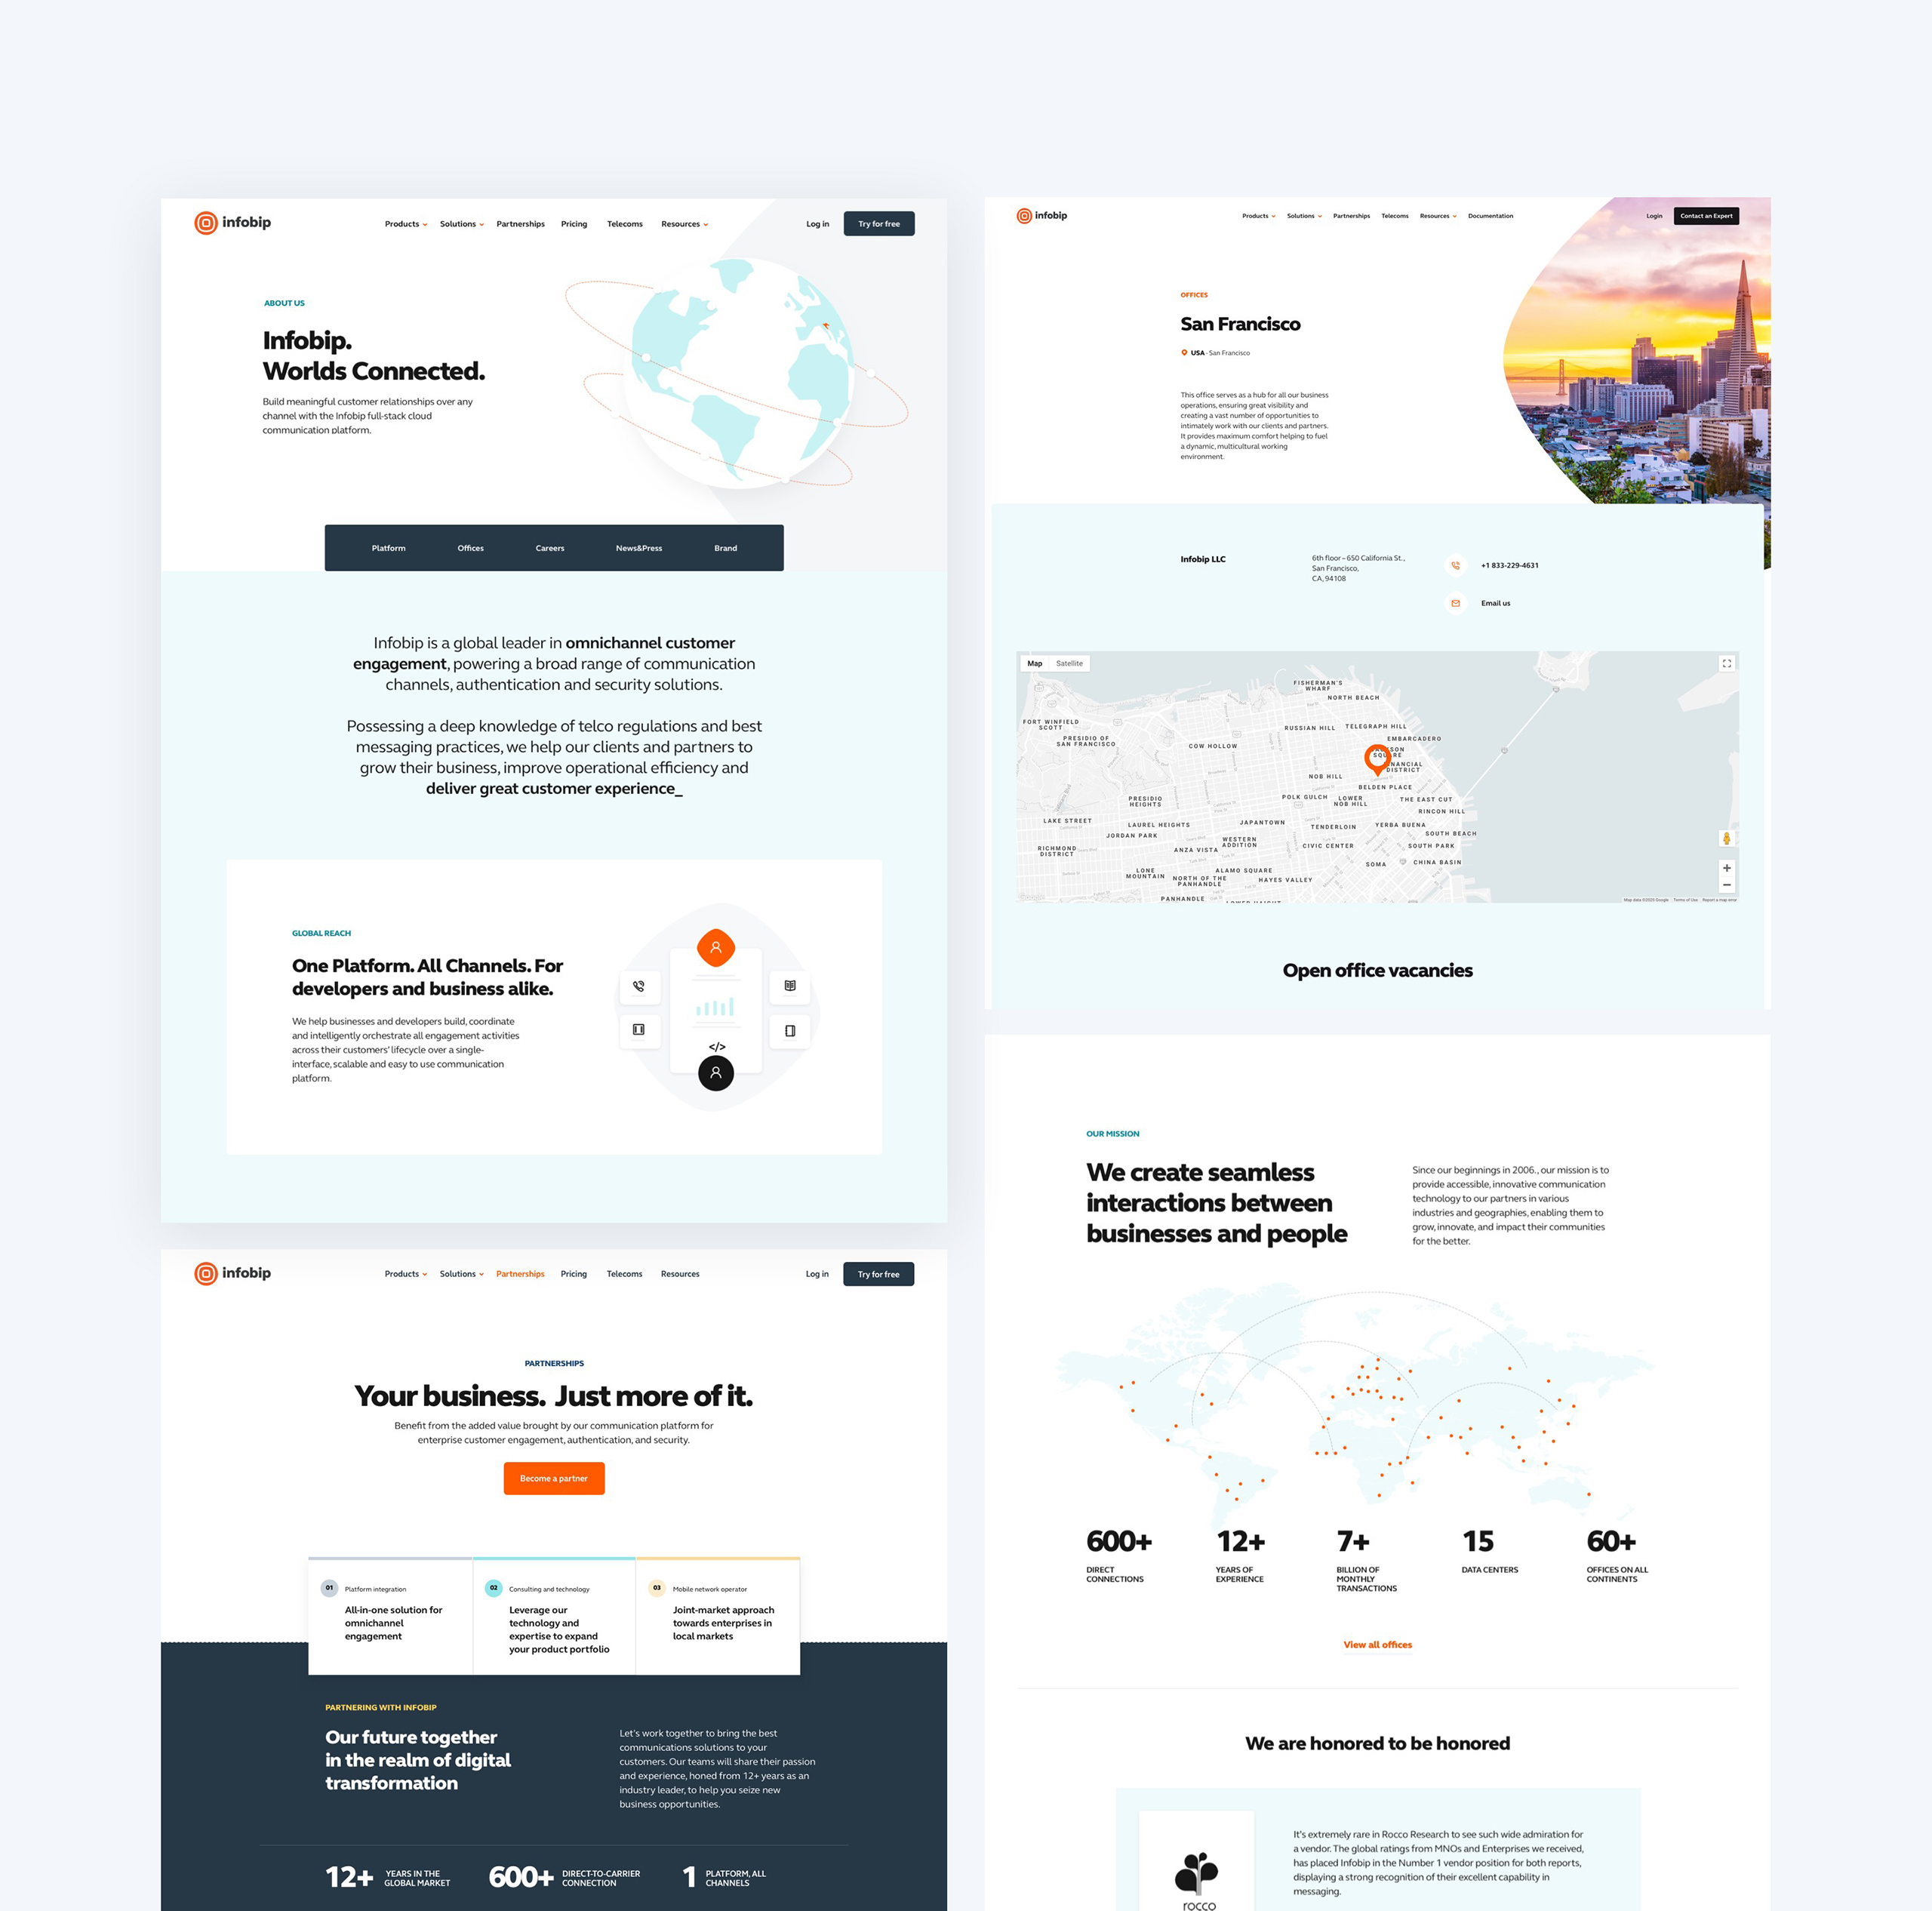 infobip
Products
Solutions
Partnerships
Pricing
Telecoms
Resources
Log in
Try for free
ABOUT US
Infobip.
Worlds Connected.
Build meaningful customer relationships over any
channel with the Infobip full-stack cloud
communication platform.
Platform
Offices
Careers
News&Press
Brand
Infobip is a global leader in omnichannel customer
engagement, powering a broad range of communication
channels, authentication and security solutions.
Possessing a deep knowledge of telco regulations and best
messaging practices, we help our clients and partners to
grow their business, improve operational efficiency and
deliver great customer experience_
GLOBAL REACH
One Platform. All Channels. For
developers and business alike.
We help businesses and developers build, coordinate
and intelligently orchestrate all engagement activities
across their customers' lifecycle over a single-
interface, scalable and easy to use communication
platform.
</>
infobip
Products
Solutions
Partnerships
Pricing
Telecoms
Resources
Log in
Try for free
PARTNERSHIPS
Your business. Just more of it.
Benefit from the added value brought by our communication platform for
enterprise customer engagement, authentication, and security.
Become a partner
01 Platform integration
All-in-one solution for
omnichannel
engagement
02 Consulting and technology
Leverage our
technology and
expertise to expand
your product portfolio
03 Mobile network operator
Joint-market approach
towards enterprises in
local markets
PARTNERING WITH INFOBIP
Our future together
in the realm of digital
transformation
Let's work together to bring the best
communications solutions to your
customers. Our teams will share their passion
and experience, honed from 12+ years as an
industry leader, to help you seize new
business opportunities.
12+
YEARS IN THE
GLOBAL MARKET
600+
DIRECT-TO-CARRIER
CONNECTION
1
PLATFORM, ALL
CHANNELS
infobip
Products
Solutions
Partnerships
Telecoms
Resources
Documentation
Login
Contact an Expert
OFFICES
San Francisco
USA - San Francisco
This office serves as a hub for all our business
operations, ensuring great visibility and
creating a vast number of opportunities to
intimately work with our clients and partners.
It provides maximum comfort helping to fuel
a dynamic, multicultural working
environment.
Infobip LLC
6th floor – 650 California St.,
San Francisco,
CA, 94108
+1 833-229-4631
Email us
Map
Satellite
FISHERMAN'S
WHARF
NORTH BEACH
FORT WINFIELD
SCOTT
RUSSIAN HILL
TELEGRAPH HILL
PRESIDIO OF
SAN FRANCISCO
EMBARCADERO
COW HOLLOW
SQUARE
DISTRICT
NOB HILL
BELDEN PLACE
PRESIDIO
HEIGHTS
POLK GULCH
LOWER
NOB HILL
THE EAST CUT
RINCON HILL
LAKE STREET
LAUREL HEIGHTS
JAPANTOWN
TENDERLOIN
YERBA BUENA
JORDAN PARK
SOUTH BEACH
WESTERN
ADDITION
RICHMOND
DISTRICT
ANZA VISTA
CIVIC CENTER
SOUTH PARK
SOMA
CHINA BASIN
LONE
MOUNTAIN
ALAMO SQUARE
NORTH OF THE
PANHANDLE
HAYES VALLEY
PANHANDLE
LOWER HAIGHT
Map data ©2020 Google
Terms of Use
Report a map error
Open office vacancies
OUR MISSION
We create seamless
interactions between
businesses and people
Since our beginnings in 2006., our mission is to
provide accessible, innovative communication
technology to our partners in various
industries and geographies, enabling them to
grow, innovate, and impact their communities
for the better.
600+
DIRECT
CONNECTIONS
12+
YEARS OF
EXPERIENCE
7+
BILLION OF
MONTHLY
TRANSACTIONS
15
DATA CENTERS
60+
OFFICES ON ALL
CONTINENTS
View all offices
We are honored to be honored
rocco
It's extremely rare in Rocco Research to see such wide admiration for
a vendor. The global ratings from MNOs and Enterprises we received,
has placed Infobip in the Number 1 vendor position for both reports,
displaying a strong recognition of their excellent capability in
messaging.